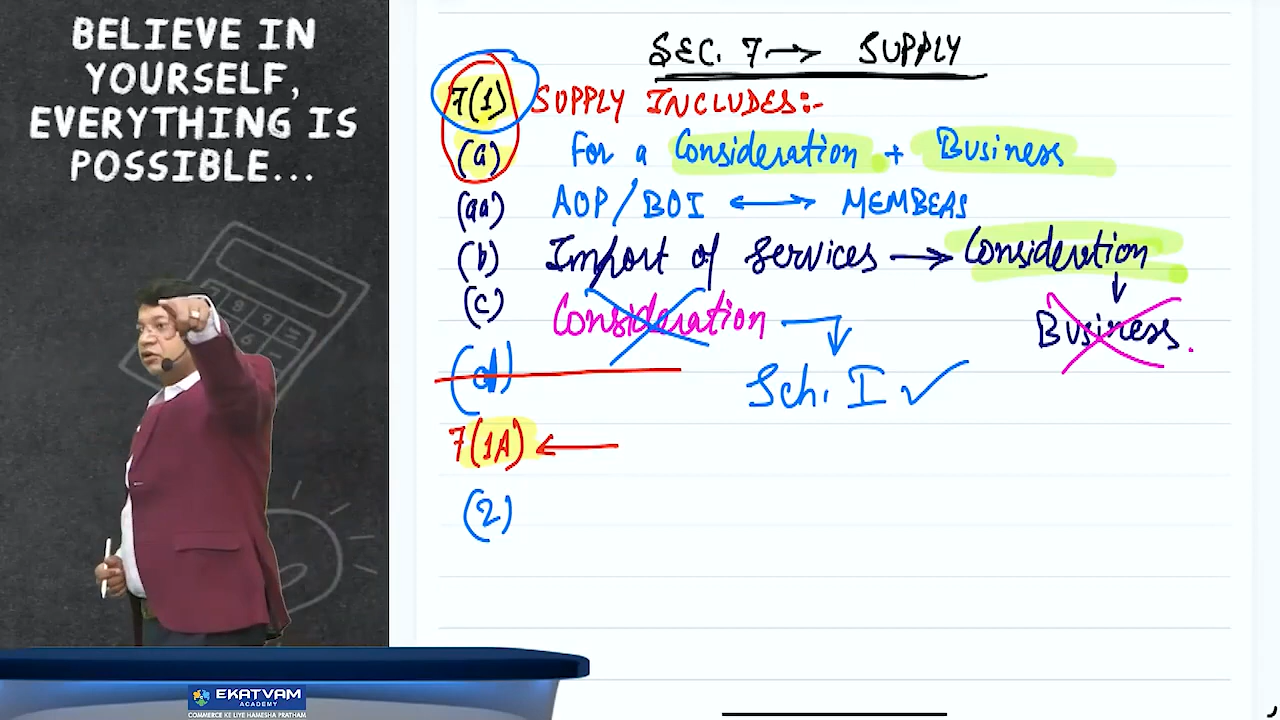 BELIEVE IN
YOURSELF,
EVERYTHING IS
POSSIBLE...
SEC. 7 → SUPPLY
7(1) SUPPLY INCLUDES:-
(a) For a Consideration + Business
(aa) AOP/BOI ↔ MEMBERS
(b) Import of Services → Consideration
↓
Business.
(c) Consideration → Sch. I ✓
(d)
7(1A) ←
(2)
EKATVAM
ACADEMY
COMMERCE KE LIYE HAMESHA PRATHAM